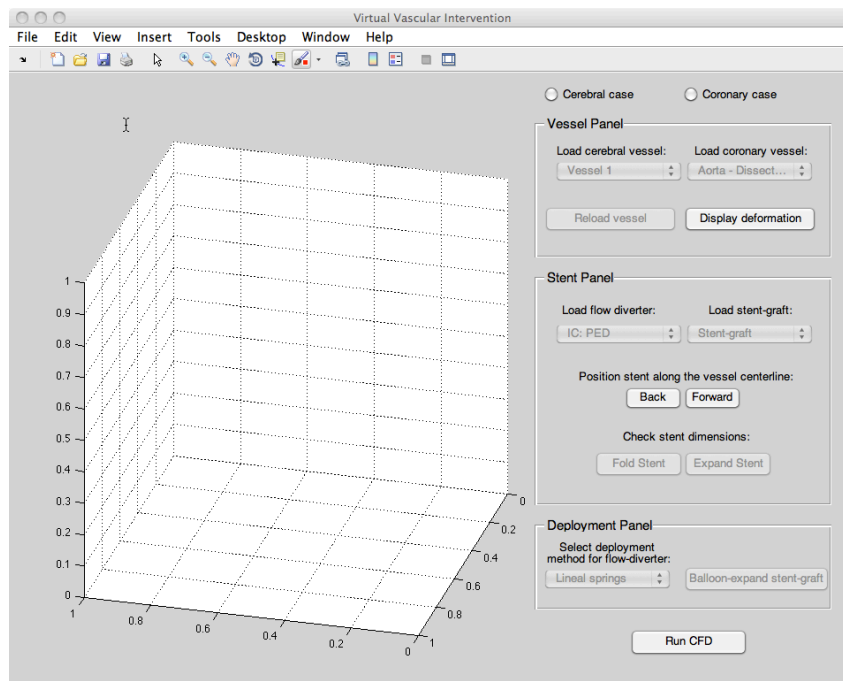 Virtual Vascular Intervention
File Edit View Insert Tools Desktop Window Help
Cerebral case Coronary case
Vessel Panel
Load cerebral vessel: Load coronary vessel:
Vessel 1 Aorta - Dissect...
Reload vessel Display deformation
Stent Panel
Load flow diverter: Load stent-graft:
IC: PED Stent-graft
Position stent along the vessel centerline:
Back Forward
Check stent dimensions:
Fold Stent Expand Stent
Deployment Panel
Select deployment
method for flow-diverter:
Lineal springs Balloon-expand stent-graft
Run CFD
1
0.9
0.8
0.7
0.6
0.5
0.4
0.3
0.2
0.1
0
1 0.8 0.6 0.4 0.2 0
0
0.2
0.4
0.6
0.8
1